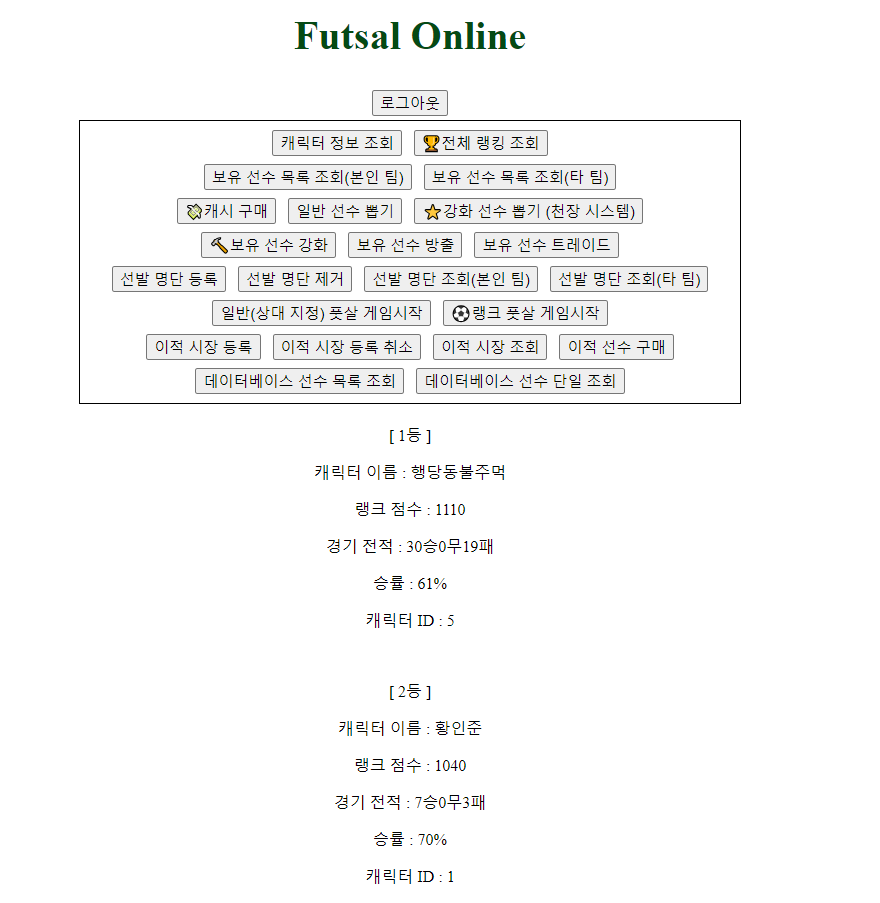 Futsal Online
로그아웃
캐릭터 정보 조회 🏆전체 랭킹 조회
보유 선수 목록 조회(본인 팀) 보유 선수 목록 조회(타 팀)
💸캐시 구매 일반 선수 뽑기 ⭐강화 선수 뽑기 (천장 시스템)
🔨보유 선수 강화 보유 선수 방출 보유 선수 트레이드
선발 명단 등록 선발 명단 제거 선발 명단 조회(본인 팀) 선발 명단 조회(타 팀)
일반(상대 지정) 풋살 게임시작 ⚽랭크 풋살 게임시작
이적 시장 등록 이적 시장 등록 취소 이적 시장 조회 이적 선수 구매
데이터베이스 선수 목록 조회 데이터베이스 선수 단일 조회
[ 1등 ]
캐릭터 이름 : 행당동불주먹
랭크 점수 : 1110
경기 전적 : 30승0무19패
승률 : 61%
캐릭터 ID : 5
[ 2등 ]
캐릭터 이름 : 황인준
랭크 점수 : 1040
경기 전적 : 7승0무3패
승률 : 70%
캐릭터 ID : 1